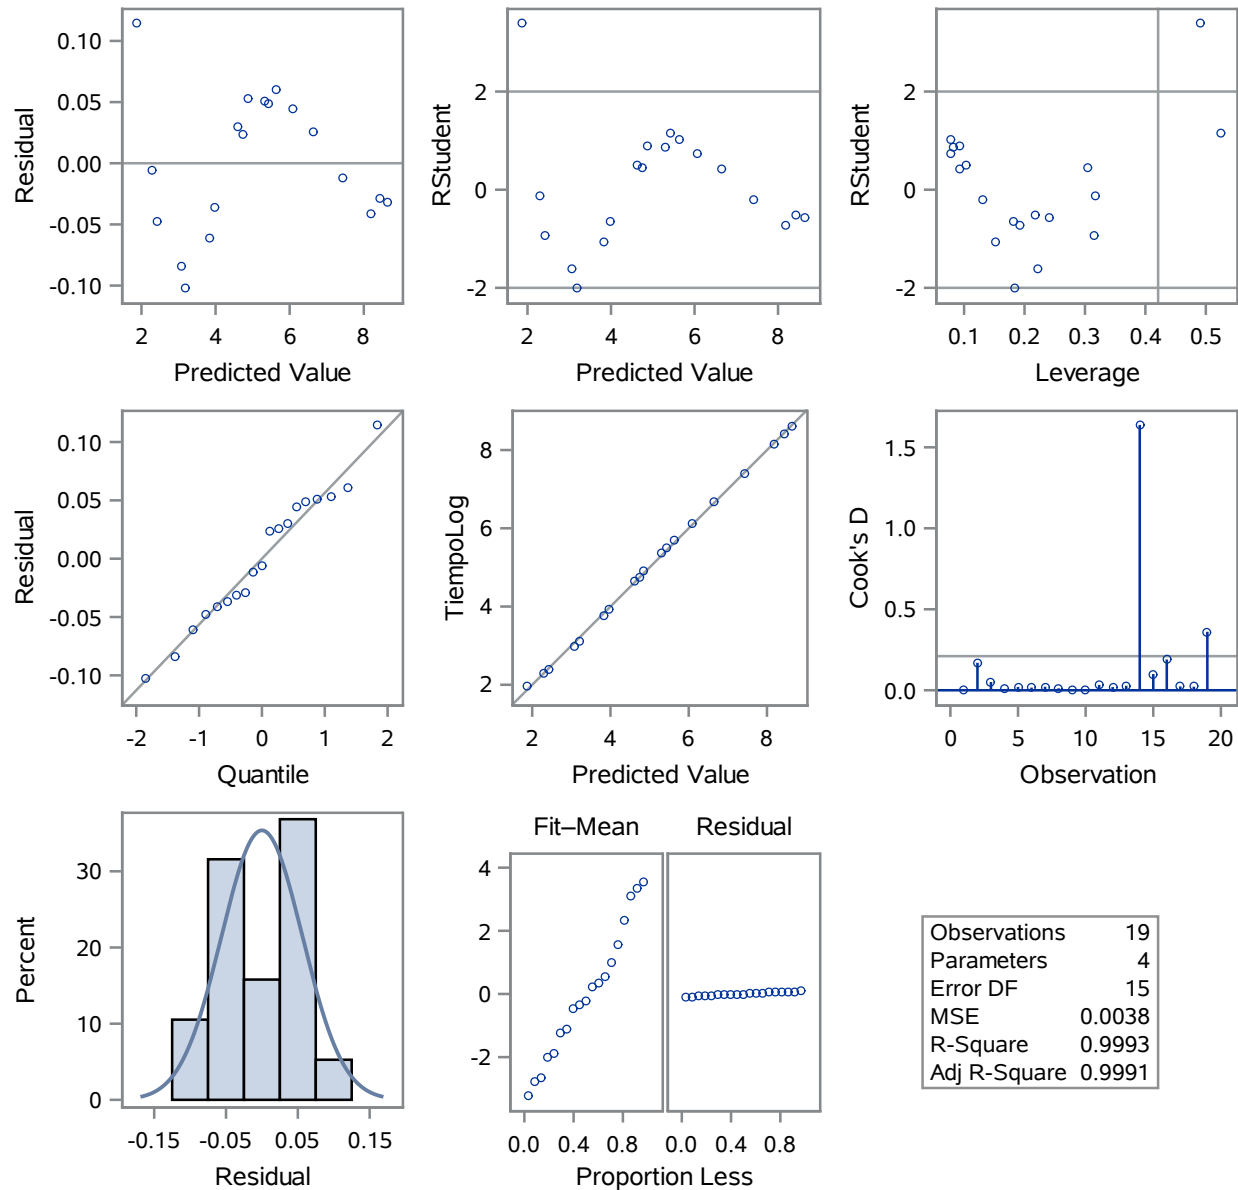 0.10
0.05
0.00
-0.05
-0.10
Residual
2 4 6 8
Predicted Value
2
0
-2
RStudent
2 4 6 8
Predicted Value
2
0
-2
RStudent
0.1 0.2 0.3 0.4 0.5
Leverage
0.10
0.05
0.00
-0.05
-0.10
Residual
-2 -1 0 1 2
Quantile
8
6
4
2
TiempoLog
2 4 6 8
Predicted Value
1.5
1.0
0.5
0.0
Cook's D
0 5 10 15 20
Observation
30
20
10
0
Percent
-0.15 -0.05 0.05 0.15
Residual
Fit–Mean Residual
4
2
0
-2
0.0 0.4 0.8 0.0 0.4 0.8
Proportion Less
Observations 19
Parameters 4
Error DF 15
MSE 0.0038
R-Square 0.9993
Adj R-Square 0.9991